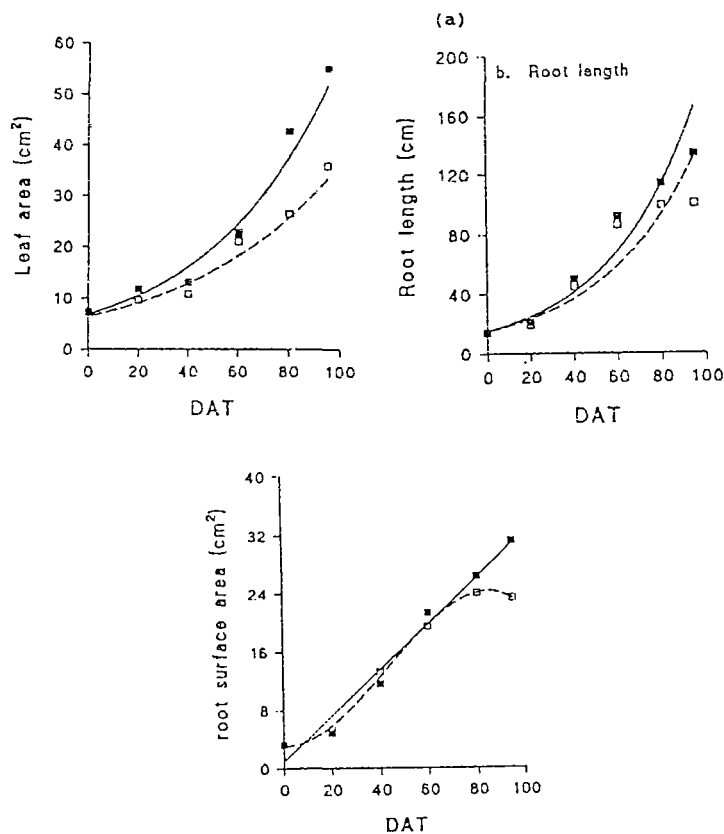 (a)
60
50
40
30
20
10
0
Leaf area (cm²)
0 20 40 60 80 100
DAT
200
160
120
80
40
0
b. Root length
Root length (cm)
0 20 40 60 80 100
DAT
40
32
24
16
8
0
root surface area (cm²)
0 20 40 60 80 100
DAT